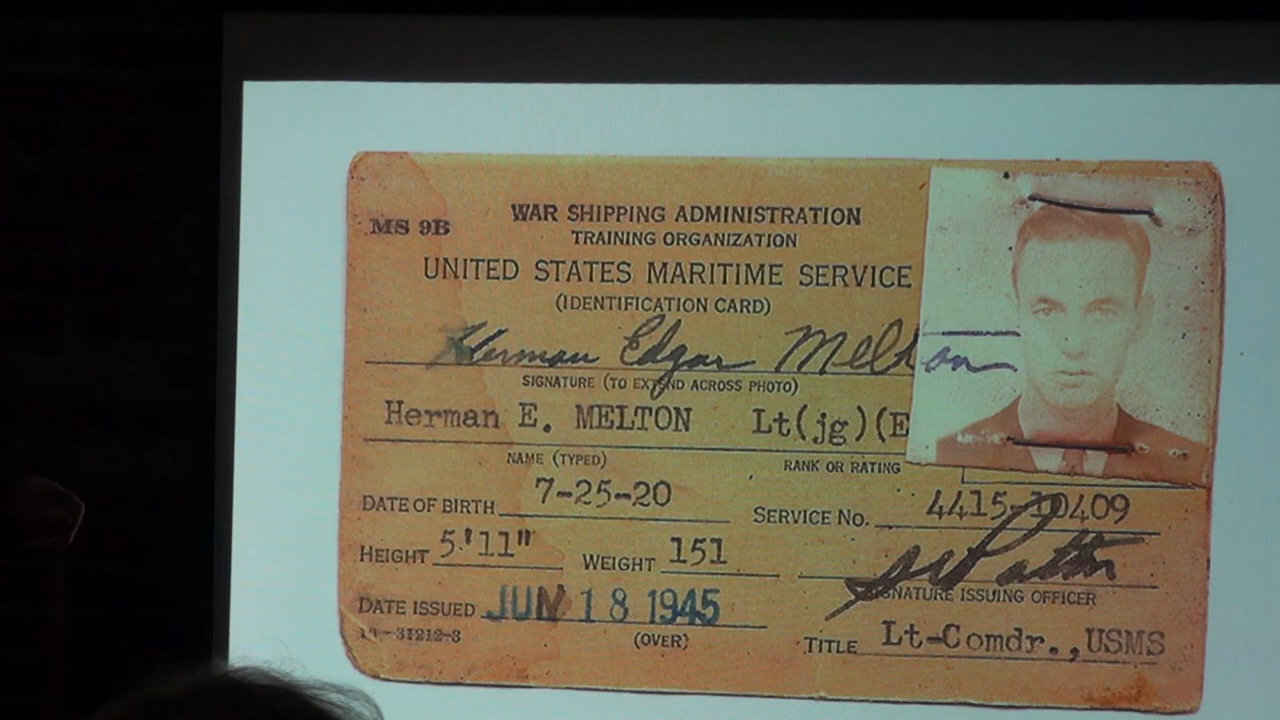 MS 9B
WAR SHIPPING ADMINISTRATION
TRAINING ORGANIZATION
UNITED STATES MARITIME SERVICE
(IDENTIFICATION CARD)
Herman Edgar Melton
SIGNATURE (TO EXTEND ACROSS PHOTO)
Herman E. MELTON Lt(jg)(E
NAME (TYPED) RANK OR RATING
DATE OF BIRTH 7-25-20 SERVICE No. 4415-10409
HEIGHT 5'11" WEIGHT 151
SIGNATURE ISSUING OFFICER
DATE ISSUED JUN 18 1945
(OVER) TITLE Lt-Comdr., USMS